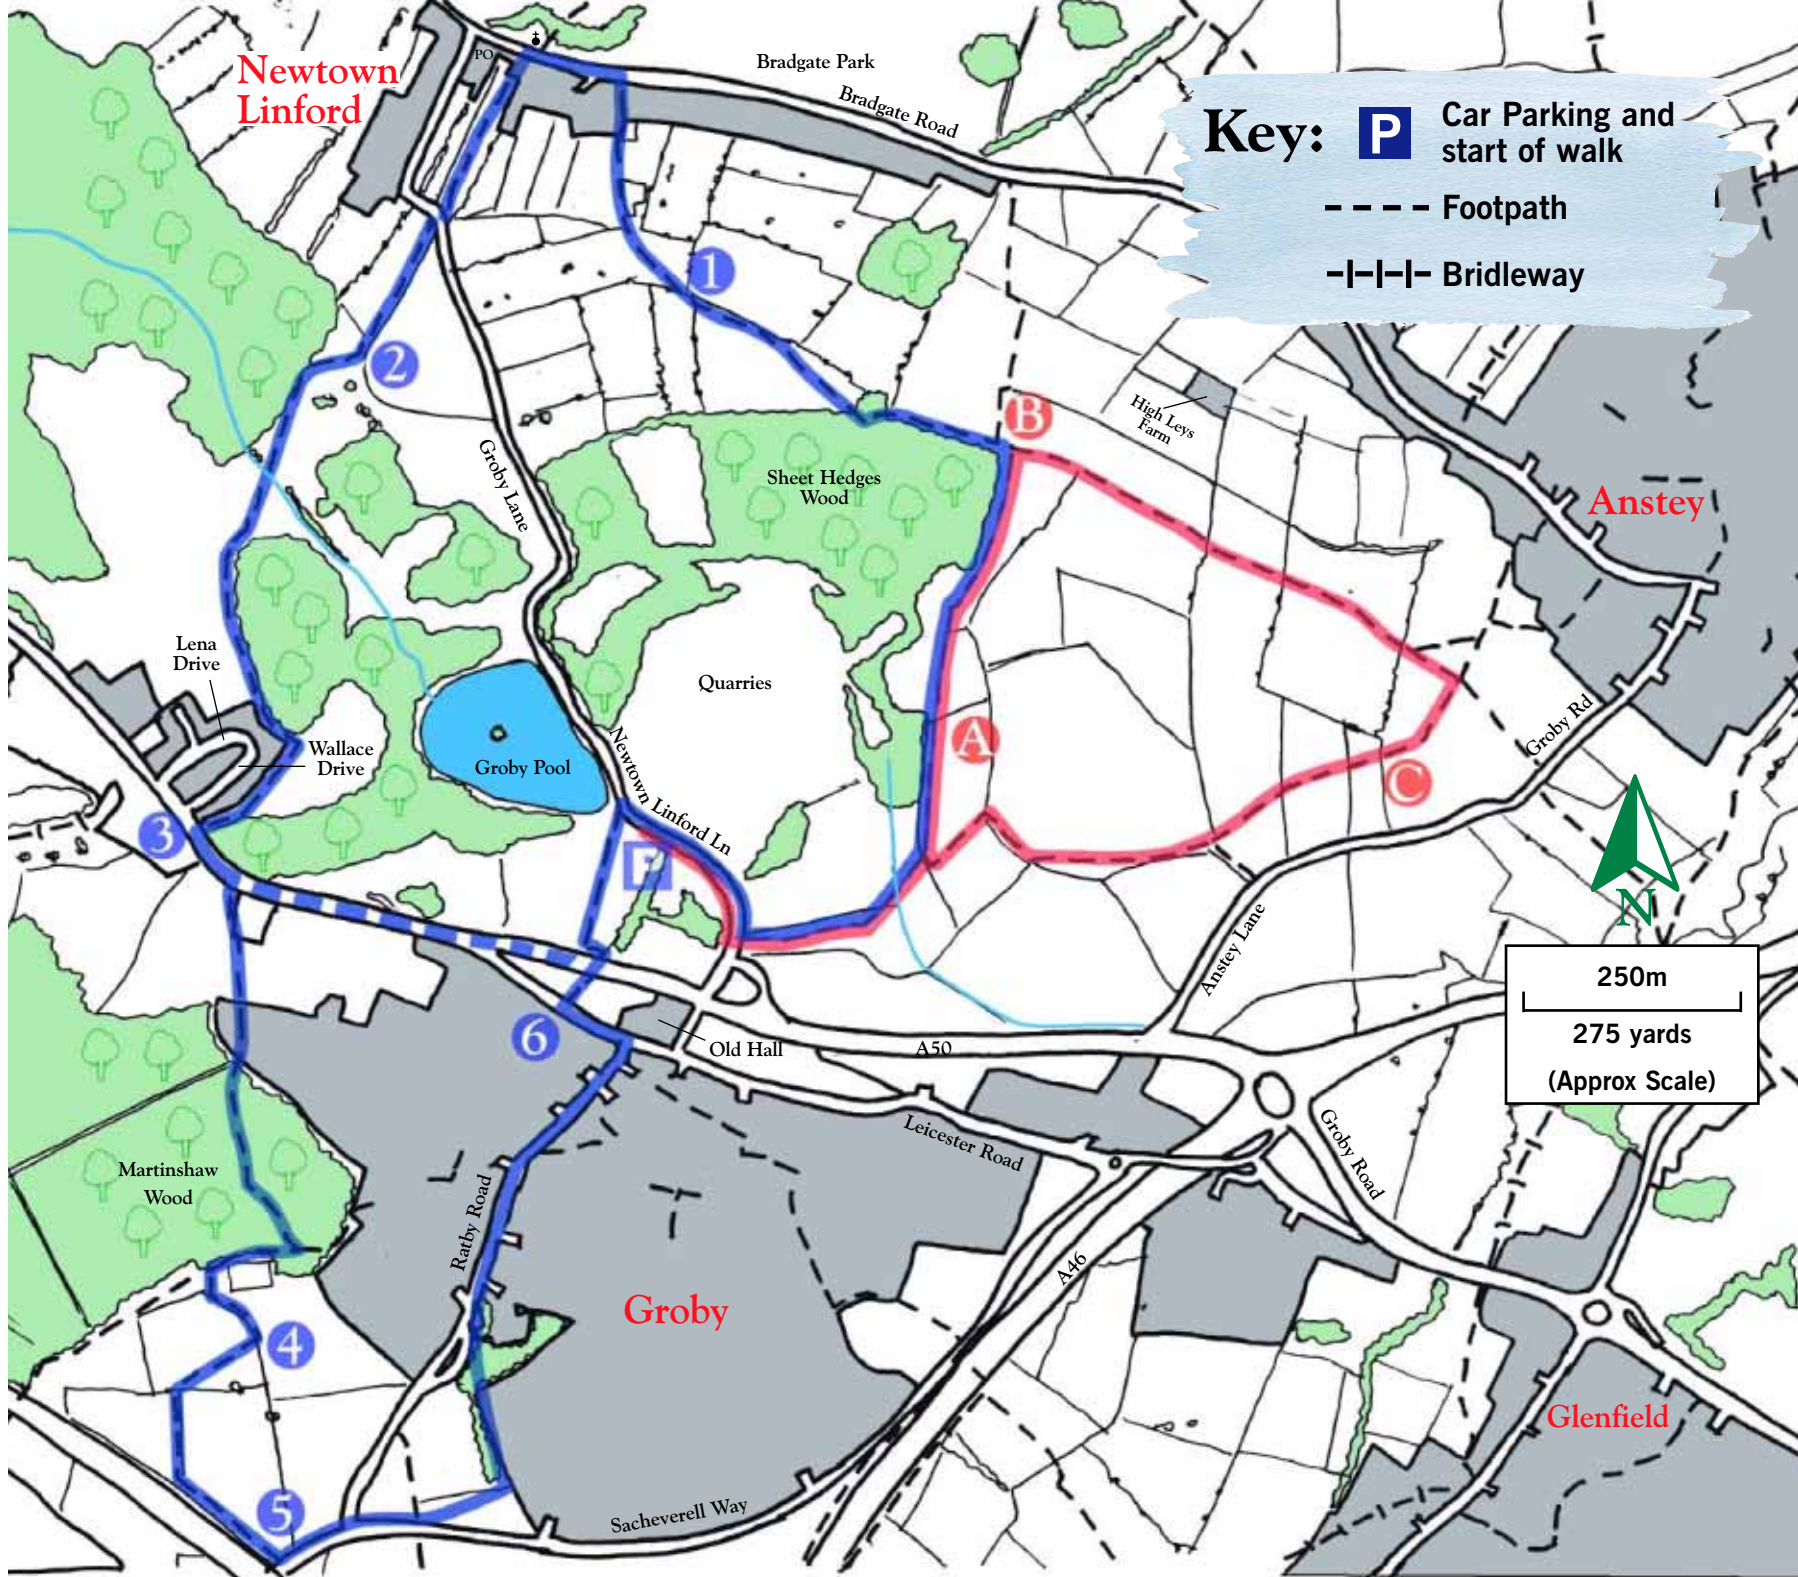 Newtown
Linford
PO
Bradgate Park
Bradgate Road
Key:
P
Car Parking and
start of walk
Footpath
Bridleway
1
2
B
High Leys
Farm
Groby Lane
Sheet Hedges
Wood
Anstey
Lena
Drive
Quarries
Wallace
Drive
Groby Pool
Newtown Linford Ln
A
C
Groby Rd
3
P
N
Anstey Lane
250m
275 yards
(Approx Scale)
6
Old Hall
A50
Leicester Road
Groby Road
Martinshaw
Wood
Ratby Road
A46
Groby
4
Glenfield
5
Sacheverell Way